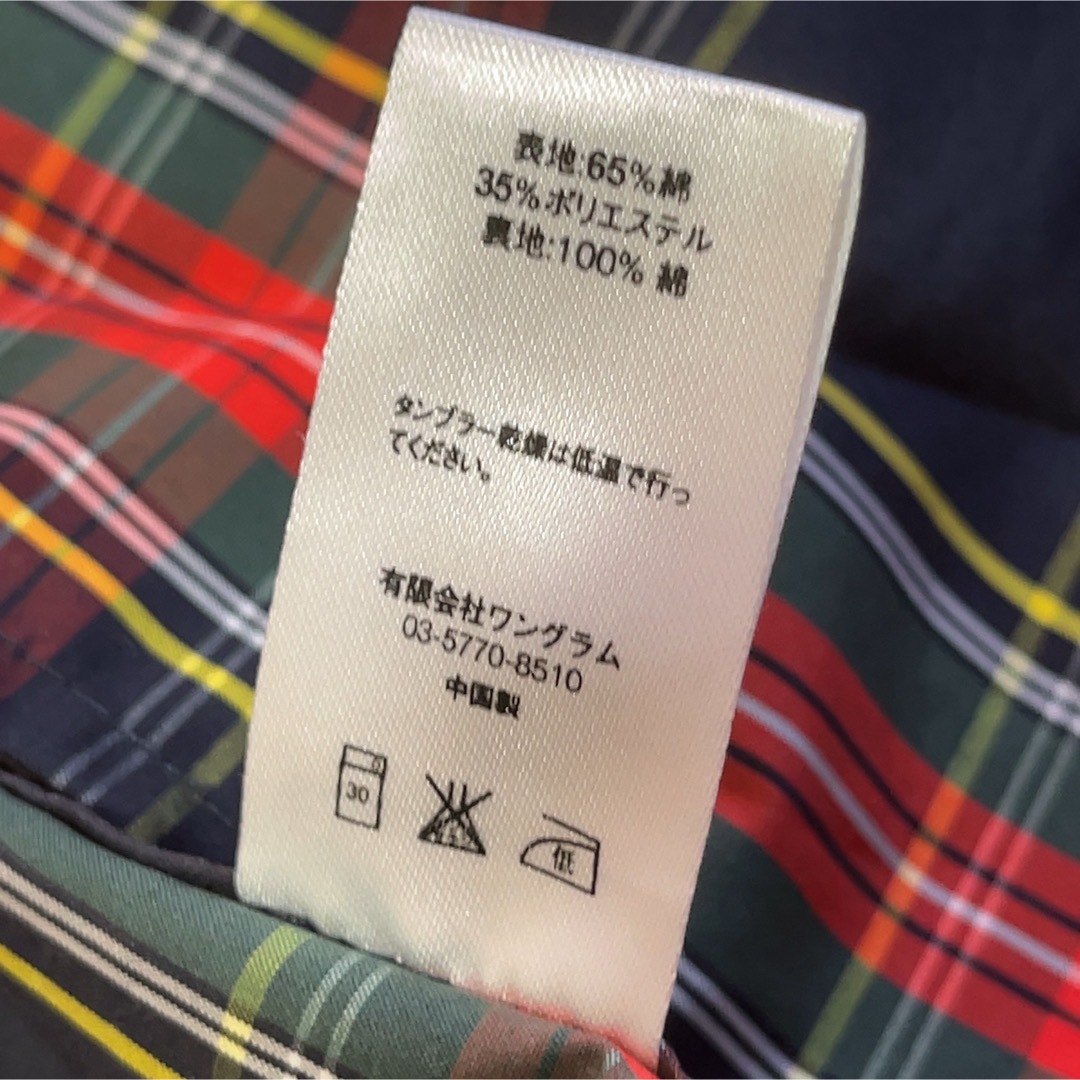 表地:65%綿
35%ポリエステル
裏地:100% 綿
タンブラー乾燥は低温で行っ
てください。
有限会社ワングラム
03-5770-8510
中国製
30
低